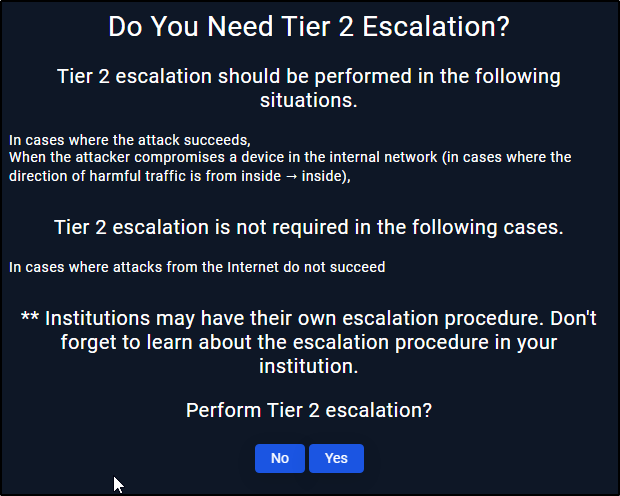 Do You Need Tier 2 Escalation?
Tier 2 escalation should be performed in the following
situations.
In cases where the attack succeeds,
When the attacker compromises a device in the internal network (in cases where the
direction of harmful traffic is from inside → inside),
Tier 2 escalation is not required in the following cases.
In cases where attacks from the Internet do not succeed
** Institutions may have their own escalation procedure. Don't
forget to learn about the escalation procedure in your
institution.
Perform Tier 2 escalation?
No Yes